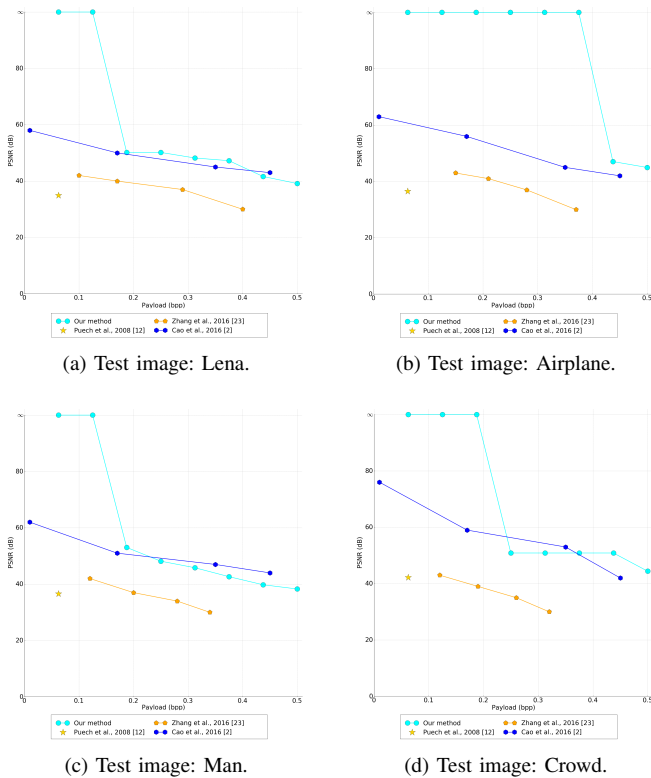 ∞
80
60
40
20
0
PSNR (dB)
0
0.1
0.2
0.3
0.4
0.5
Payload (bpp)
Our method
Zhang et al., 2016 [23]
Puech et al., 2008 [12]
Cao et al., 2016 [2]
(a) Test image: Lena.
∞
80
60
40
20
0
PSNR (dB)
0
0.1
0.2
0.3
0.4
0.5
Payload (bpp)
Our method
Zhang et al., 2016 [23]
Puech et al., 2008 [12]
Cao et al., 2016 [2]
(b) Test image: Airplane.
∞
80
60
40
20
0
PSNR (dB)
0
0.1
0.2
0.3
0.4
0.5
Payload (bpp)
Our method
Zhang et al., 2016 [23]
Puech et al., 2008 [12]
Cao et al., 2016 [2]
(c) Test image: Man.
∞
80
60
40
20
0
PSNR (dB)
0
0.1
0.2
0.3
0.4
0.5
Payload (bpp)
Our method
Zhang et al., 2016 [23]
Puech et al., 2008 [12]
Cao et al., 2016 [2]
(d) Test image: Crowd.